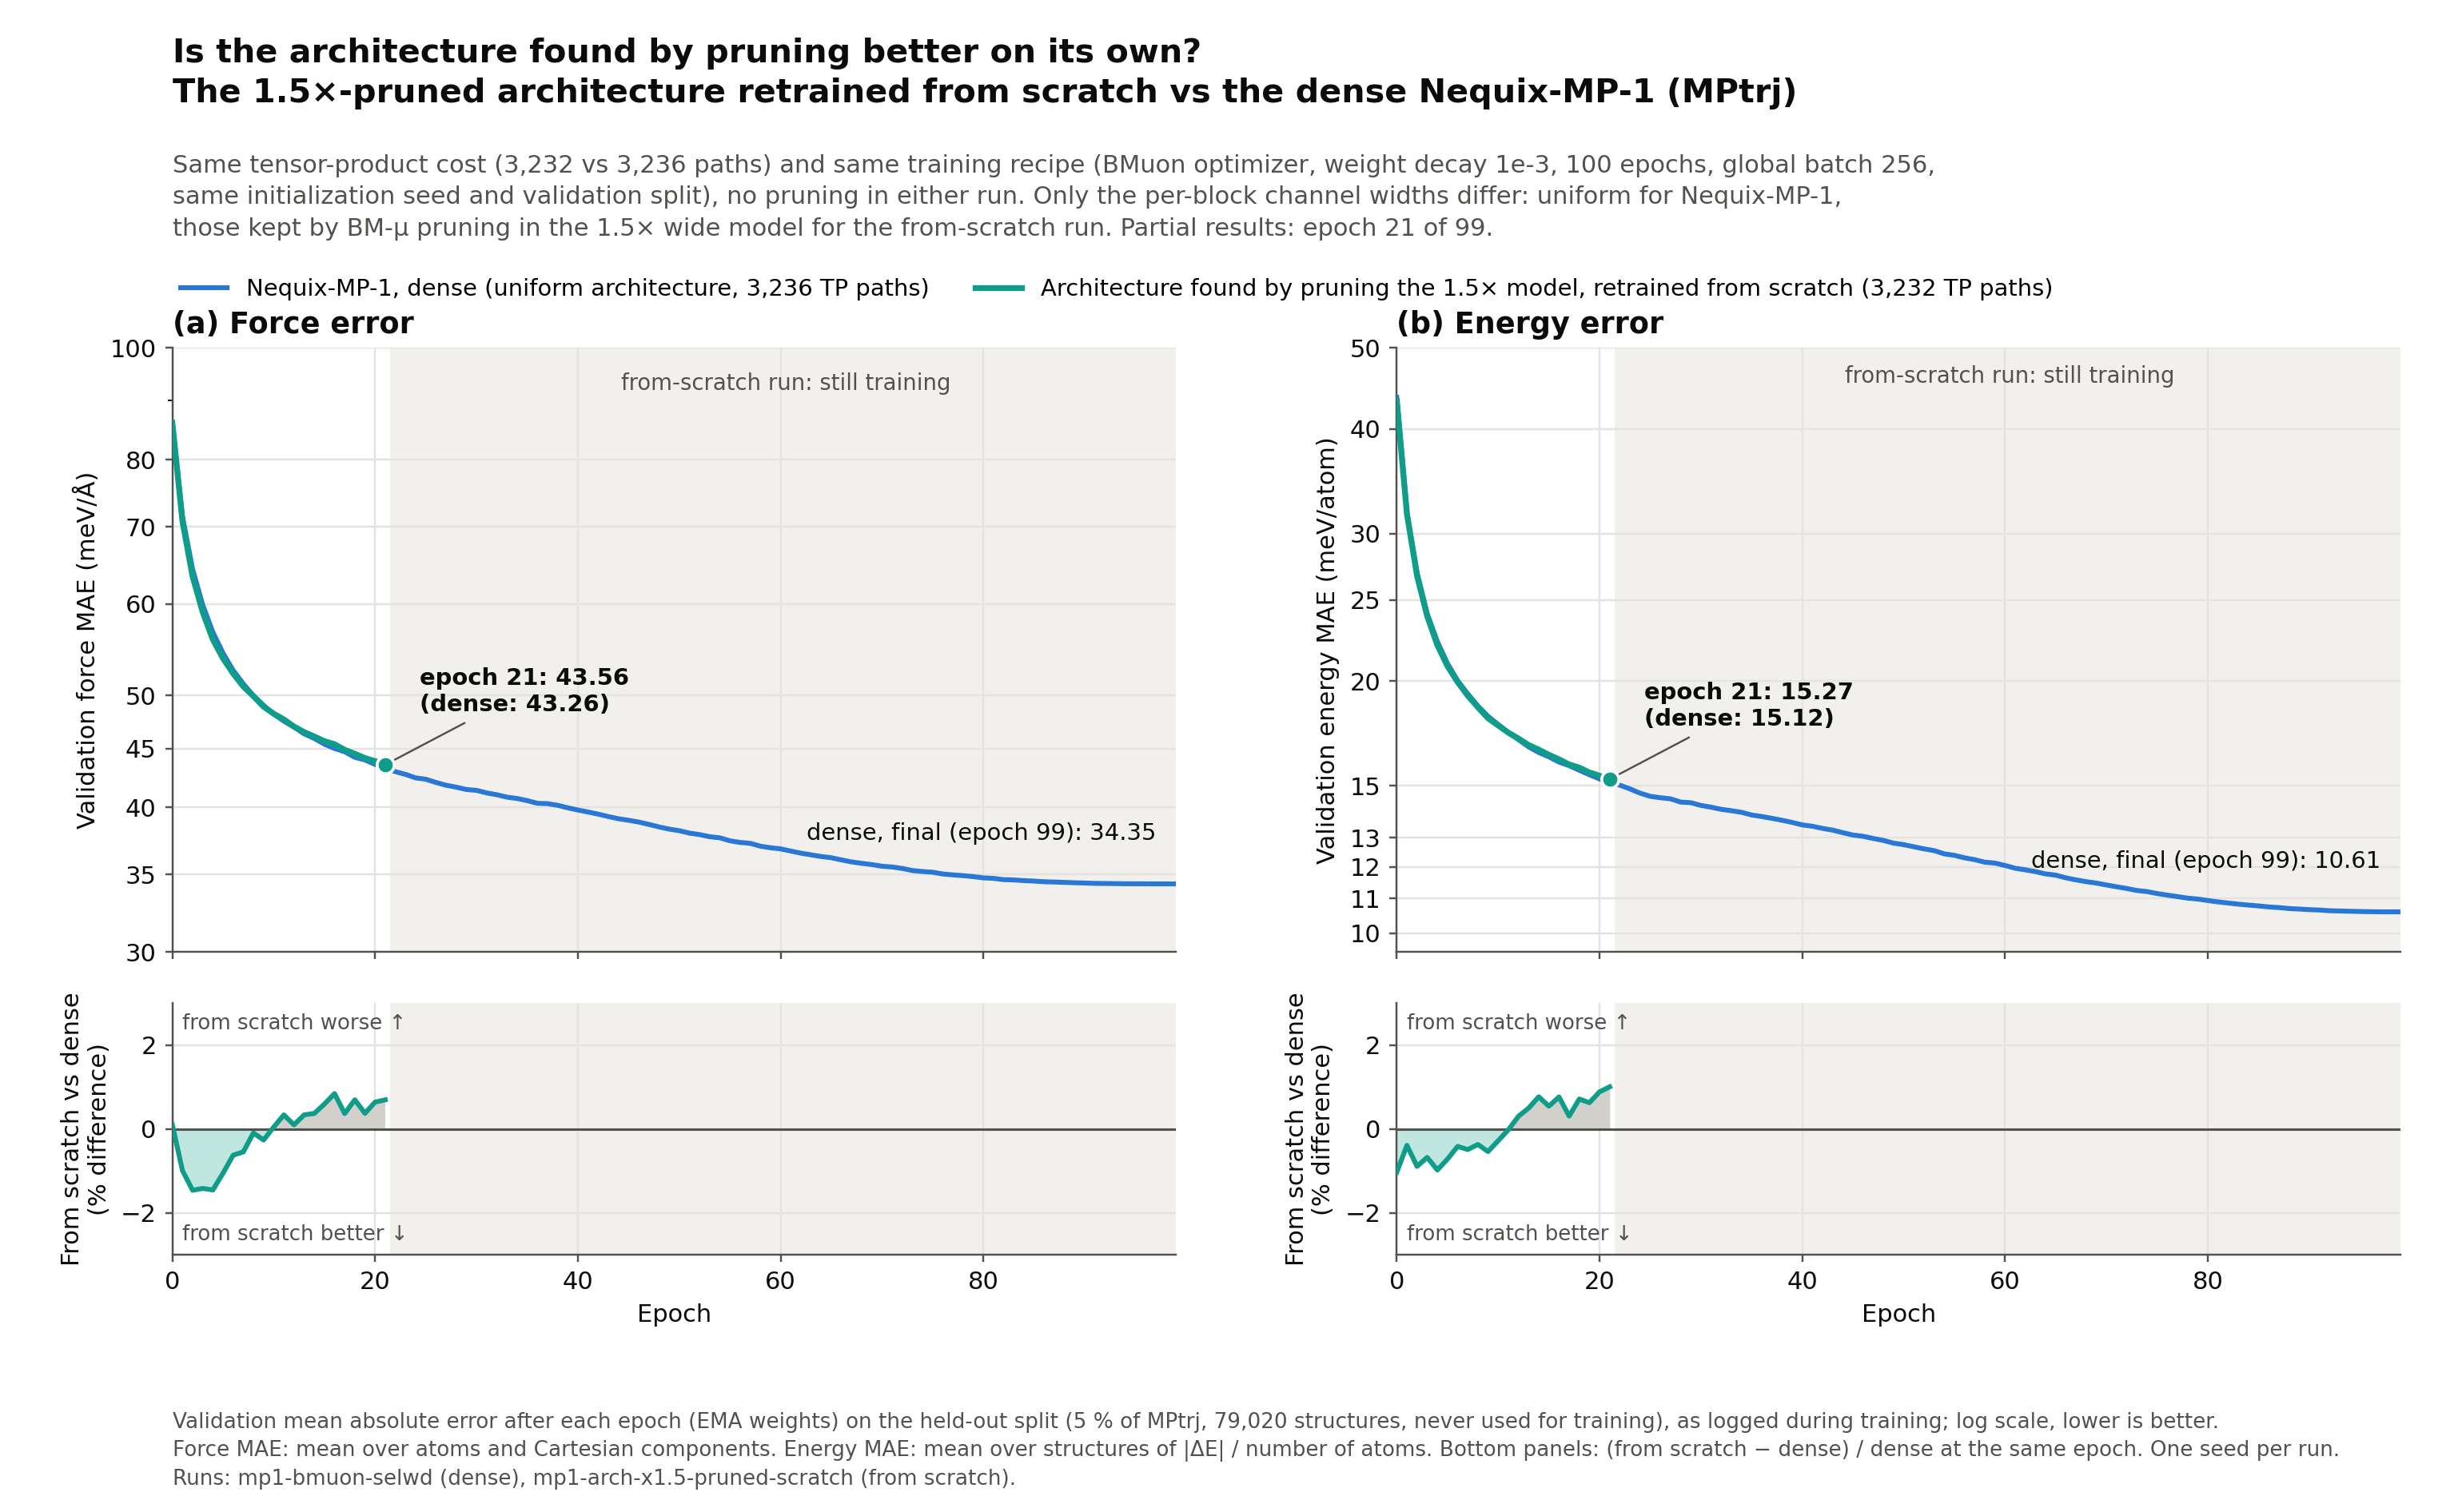 Is the architecture found by pruning better on its own?
The 1.5×-pruned architecture retrained from scratch vs the dense Nequix-MP-1 (MPtrj)
Same tensor-product cost (3,232 vs 3,236 paths) and same training recipe (BMuon optimizer, weight decay 1e-3, 100 epochs, global batch 256,
same initialization seed and validation split), no pruning in either run. Only the per-block channel widths differ: uniform for Nequix-MP-1,
those kept by BM-μ pruning in the 1.5× wide model for the from-scratch run. Partial results: epoch 21 of 99.
Nequix-MP-1, dense (uniform architecture, 3,236 TP paths)
Architecture found by pruning the 1.5× model, retrained from scratch (3,232 TP paths)
(a) Force error
Validation force MAE (meV/Å)
100
80
70
60
50
45
40
35
30
from-scratch run: still training
epoch 21: 43.56
(dense: 43.26)
dense, final (epoch 99): 34.35
(b) Energy error
Validation energy MAE (meV/atom)
50
40
30
25
20
15
13
12
11
10
from-scratch run: still training
epoch 21: 15.27
(dense: 15.12)
dense, final (epoch 99): 10.61
From scratch vs dense
(% difference)
2
0
−2
from scratch worse ↑
from scratch better ↓
0 20 40 60 80
Epoch
From scratch vs dense
(% difference)
2
0
−2
from scratch worse ↑
from scratch better ↓
0 20 40 60 80
Epoch
Validation mean absolute error after each epoch (EMA weights) on the held-out split (5 % of MPtrj, 79,020 structures, never used for training), as logged during training; log scale, lower is better.
Force MAE: mean over atoms and Cartesian components. Energy MAE: mean over structures of |ΔE| / number of atoms. Bottom panels: (from scratch − dense) / dense at the same epoch. One seed per run.
Runs: mp1-bmuon-selwd (dense), mp1-arch-x1.5-pruned-scratch (from scratch).